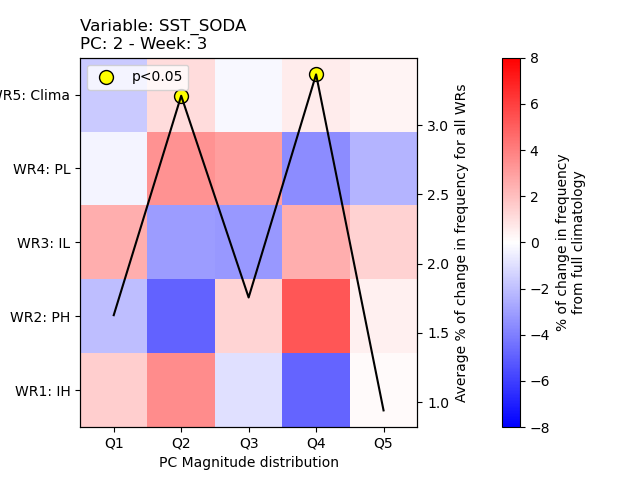 Variable: SST_SODA
PC: 2 - Week: 3
p<0.05
R5: Clima
WR4: PL
WR3: IL
WR2: PH
WR1: IH
Q1 Q2 Q3 Q4 Q5
PC Magnitude distribution
3.0
2.5
2.0
1.5
1.0
Average % of change in frequency for all WRs
8
6
4
2
0
−2
−4
−6
−8
% of change in frequency
from full climatology